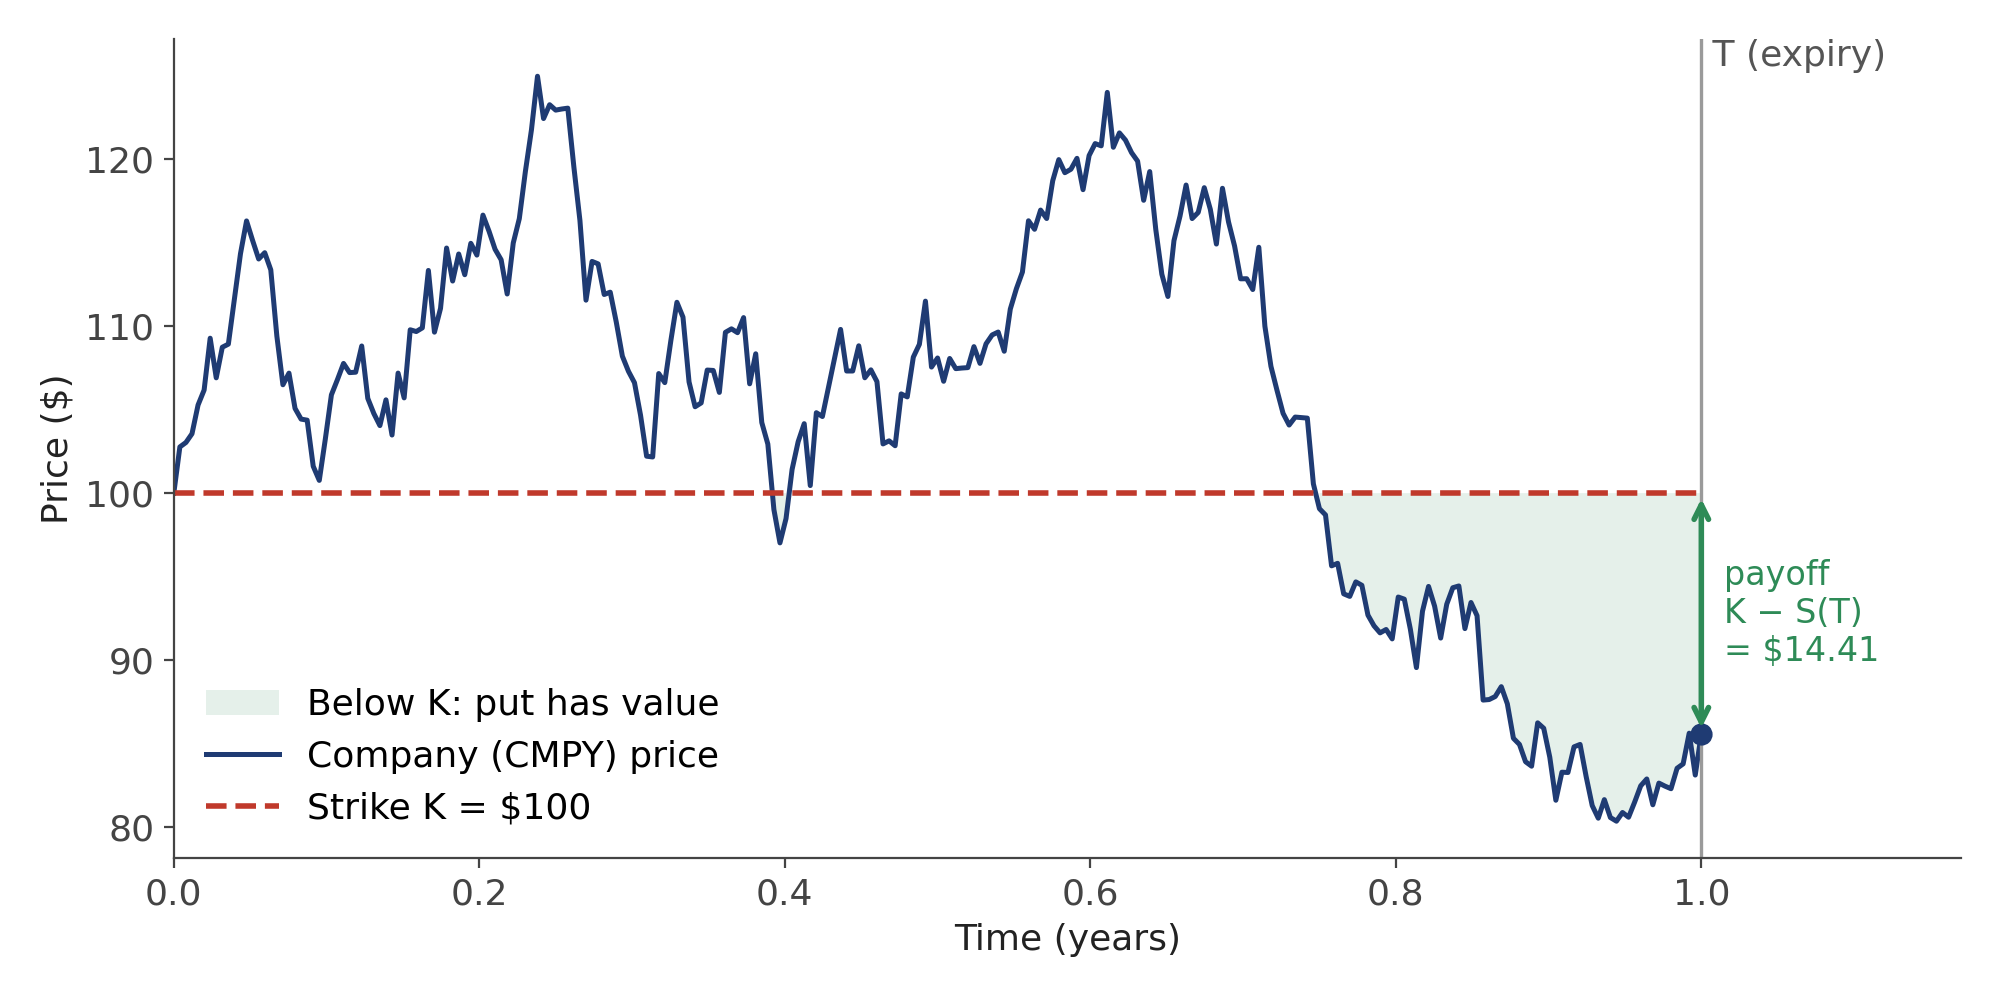 T (expiry)
120
110
100
90
80
Price ($)
payoff
K − S(T)
= $14.41
Below K: put has value
Company (CMPY) price
Strike K = $100
0.0 0.2 0.4 0.6 0.8 1.0
Time (years)